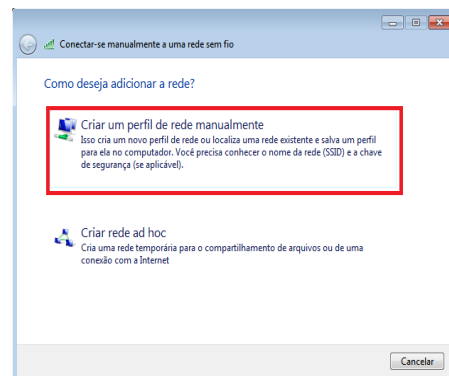 Conectar-se manualmente a uma rede sem fio
Como deseja adicionar a rede?
Criar um perfil de rede manualmente
Isso cria um novo perfil de rede ou localiza uma rede existente e salva um perfil
para ela no computador. Você precisa conhecer o nome da rede (SSID) e a chave
de segurança (se aplicável).
Criar rede ad hoc
Cria uma rede temporária para o compartilhamento de arquivos ou de uma
conexão com a Internet
Cancelar